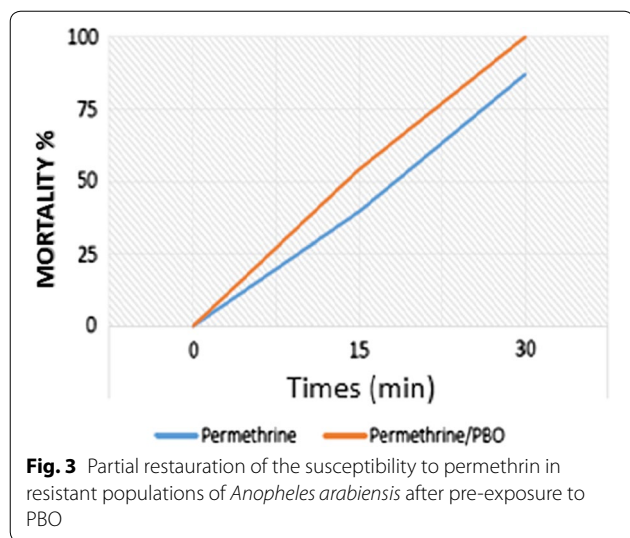 100
75
50
25
0
MORTALITY %
0 15 30
Times (min)
Permethrine Permethrine/PBO
Fig. 3 Partial restauration of the susceptibility to permethrin in
resistant populations of Anopheles arabiensis after pre-exposure to
PBO